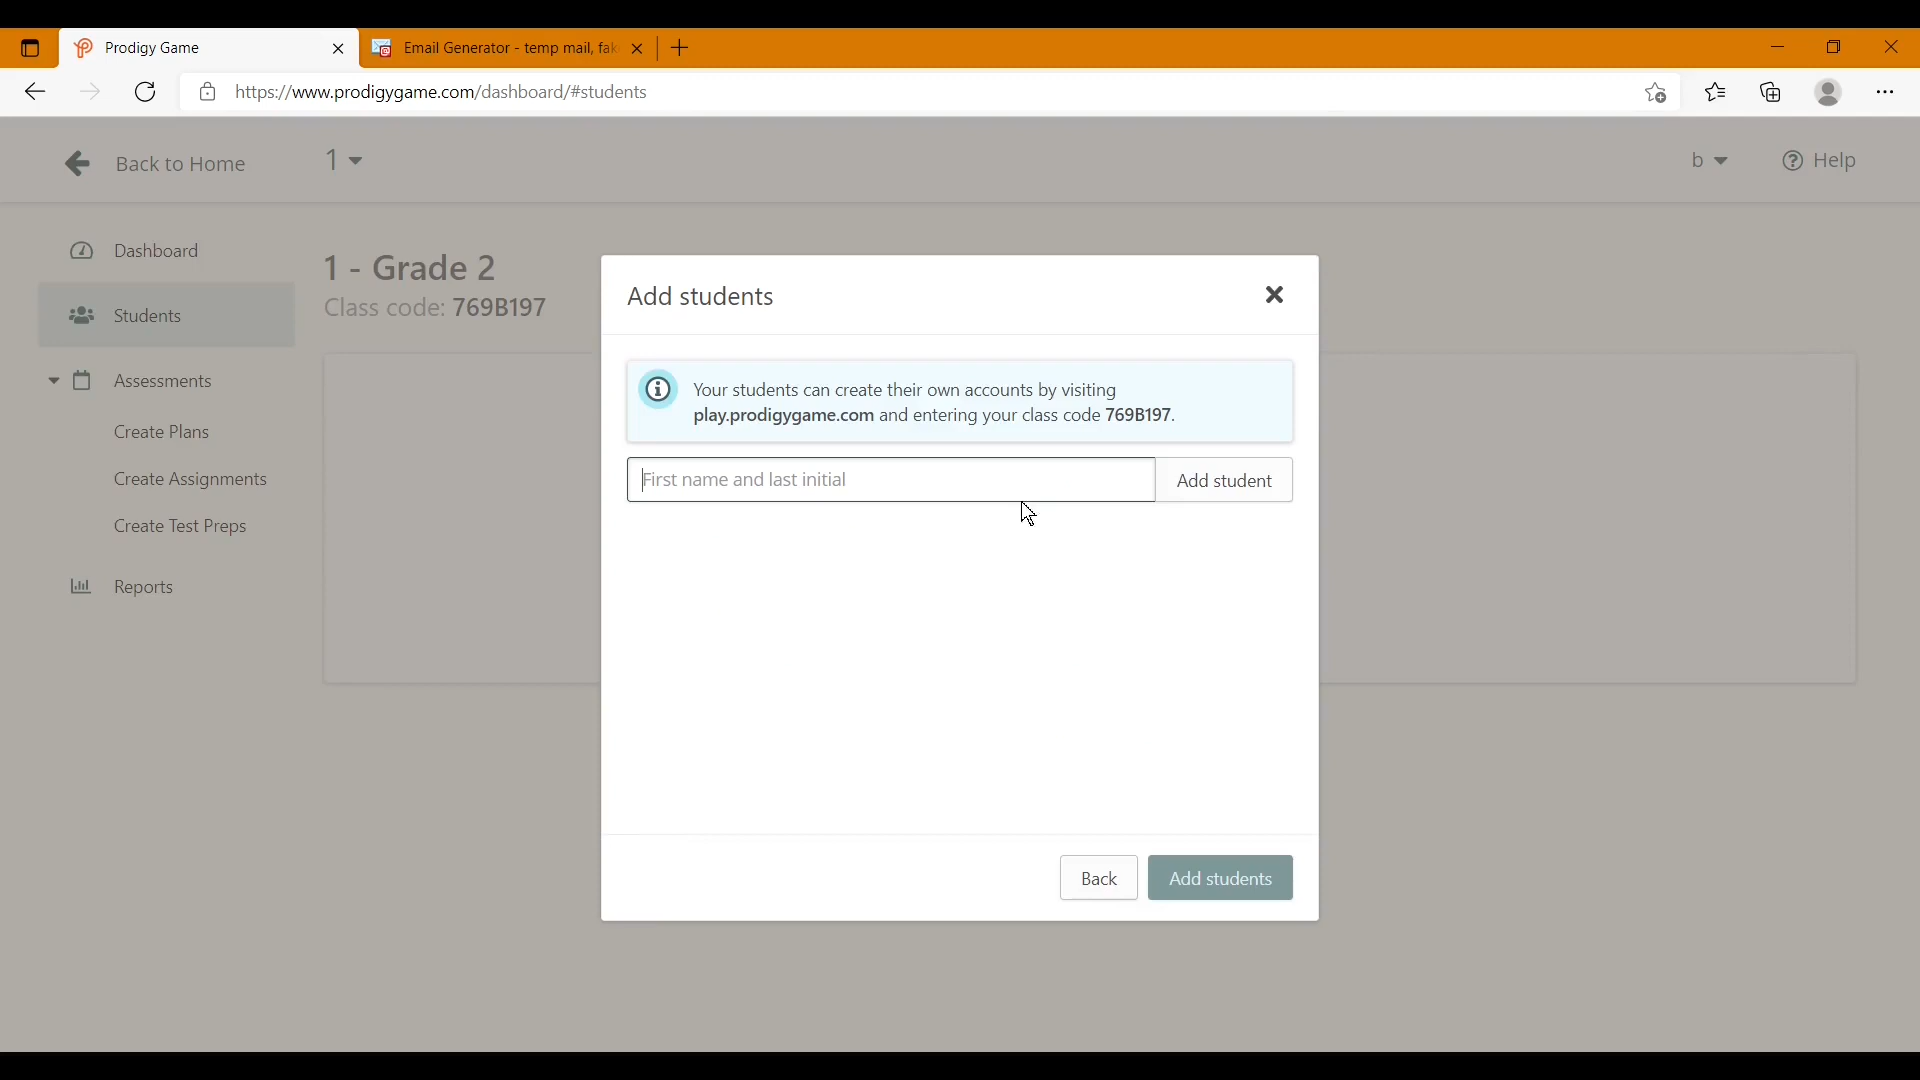 Prodigy Game
Email Generator - temp mail, fak
https://www.prodigygame.com/dashboard/#students
Back to Home
1
b
Help
Dashboard
Students
Assessments
Create Plans
Create Assignments
Create Test Preps
Reports
1 - Grade 2
Class code: 769B197
Add students
Your students can create their own accounts by visiting
play.prodigygame.com and entering your class code 769B197.
First name and last initial
Add student
Back
Add students